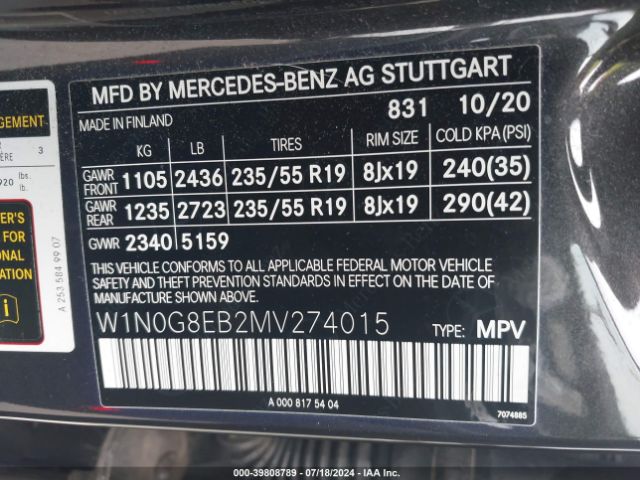 MFD BY MERCEDES-BENZ AG STUTTGART
MADE IN FINLAND 831 10/20
KG LB TIRES RIM SIZE COLD KPA (PSI)
GAWR FRONT 1105 2436 235/55 R19 8Jx19 240(35)
GAWR REAR 1235 2723 235/55 R19 8Jx19 290(42)
GVWR 2340 5159
THIS VEHICLE CONFORMS TO ALL APPLICABLE FEDERAL MOTOR VEHICLE
SAFETY AND THEFT PREVENTION STANDARDS IN EFFECT ON THE DATE
OF MANUFACTURE SHOWN ABOVE.
W1N0G8EB2MV274015 TYPE: MPV
A 000 817 54 04
7074885
3
920 lbs.
lb.
FOR
A 253 584 99 07
000-39808789 - 07/18/2024 - IAA Inc.